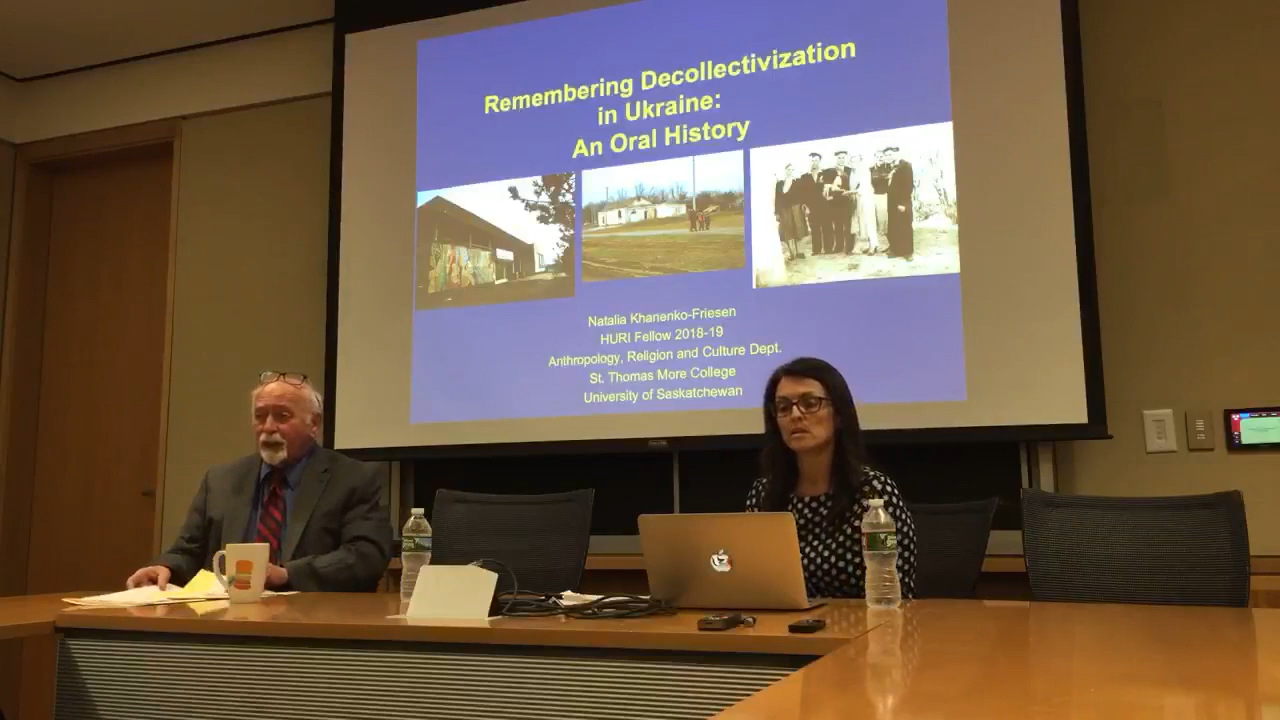 Remembering Decollectivization
in Ukraine:
An Oral History
Natalia Khanenko-Friesen
HURI Fellow 2018-19
Anthropology, Religion and Culture Dept.
St. Thomas More College
University of Saskatchewan